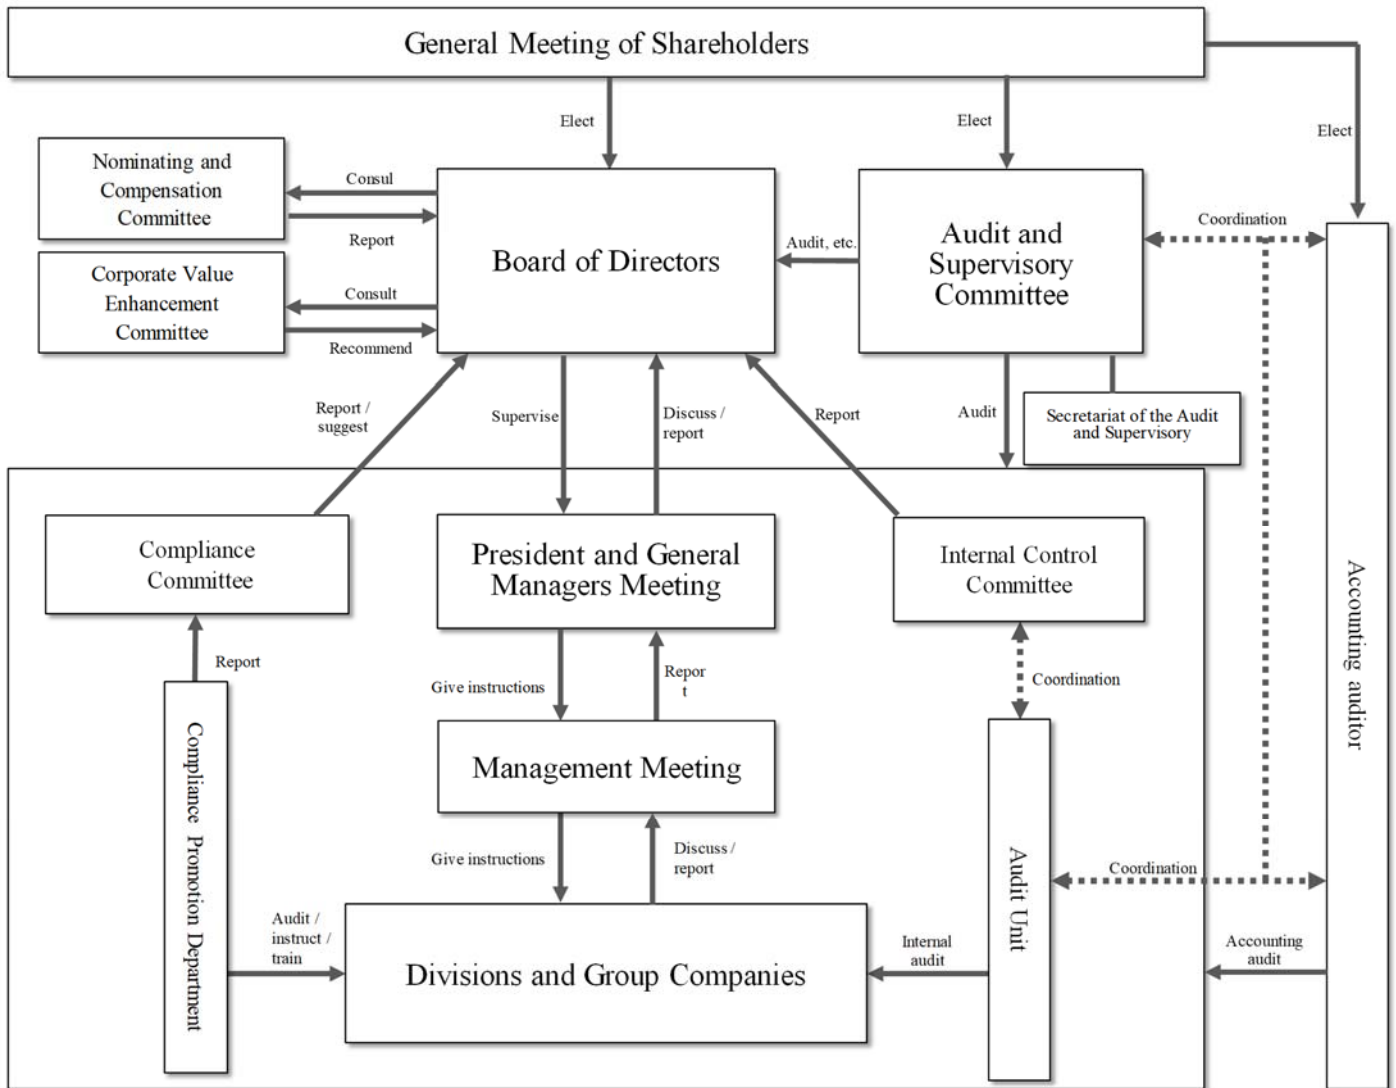 General Meeting of Shareholders
Elect
Elect
Elect
Nominating and
Compensation
Committee
Consul
Report
Corporate Value
Enhancement
Committee
Consult
Recommend
Board of Directors
Audit, etc.
Audit and
Supervisory
Committee
Coordination
Report /
suggest
Supervise
Discuss /
report
Report
Audit
Secretariat of the Audit
and Supervisory
Compliance
Committee
President and General
Managers Meeting
Internal Control
Committee
Accounting auditor
Report
Give instructions
Repor
t
Coordination
Compliance Promotion Department
Management Meeting
Give instructions
Discuss /
report
Audit Unit
Coordination
Audit /
instruct /
train
Divisions and Group Companies
Internal
audit
Accounting
audit